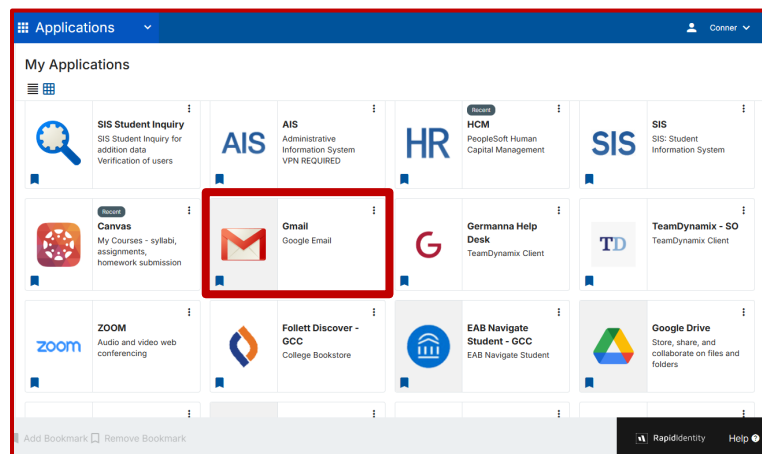 Applications
Conner
My Applications
SIS Student Inquiry
SIS Student Inquiry for
addition data
Verification of users
AIS
AIS
Administrative
Information System
VPN REQUIRED
HR
Recent
HCM
PeopleSoft Human
Capital Management
SIS
SIS
SIS: Student
Information System
Recent
Canvas
My Courses - syllabi,
assignments,
homework submission
Gmail
Google Email
G
Germanna Help
Desk
TeamDynamix Client
TD
TeamDynamix - SO
TeamDynamix Client
zoom
ZOOM
Audio and video web
conferencing
Follett Discover -
GCC
College Bookstore
EAB Navigate
Student - GCC
EAB Navigate Student
Google Drive
Store, share, and
collaborate on files and
folders
Add Bookmark
Remove Bookmark
RapidIdentity
Help